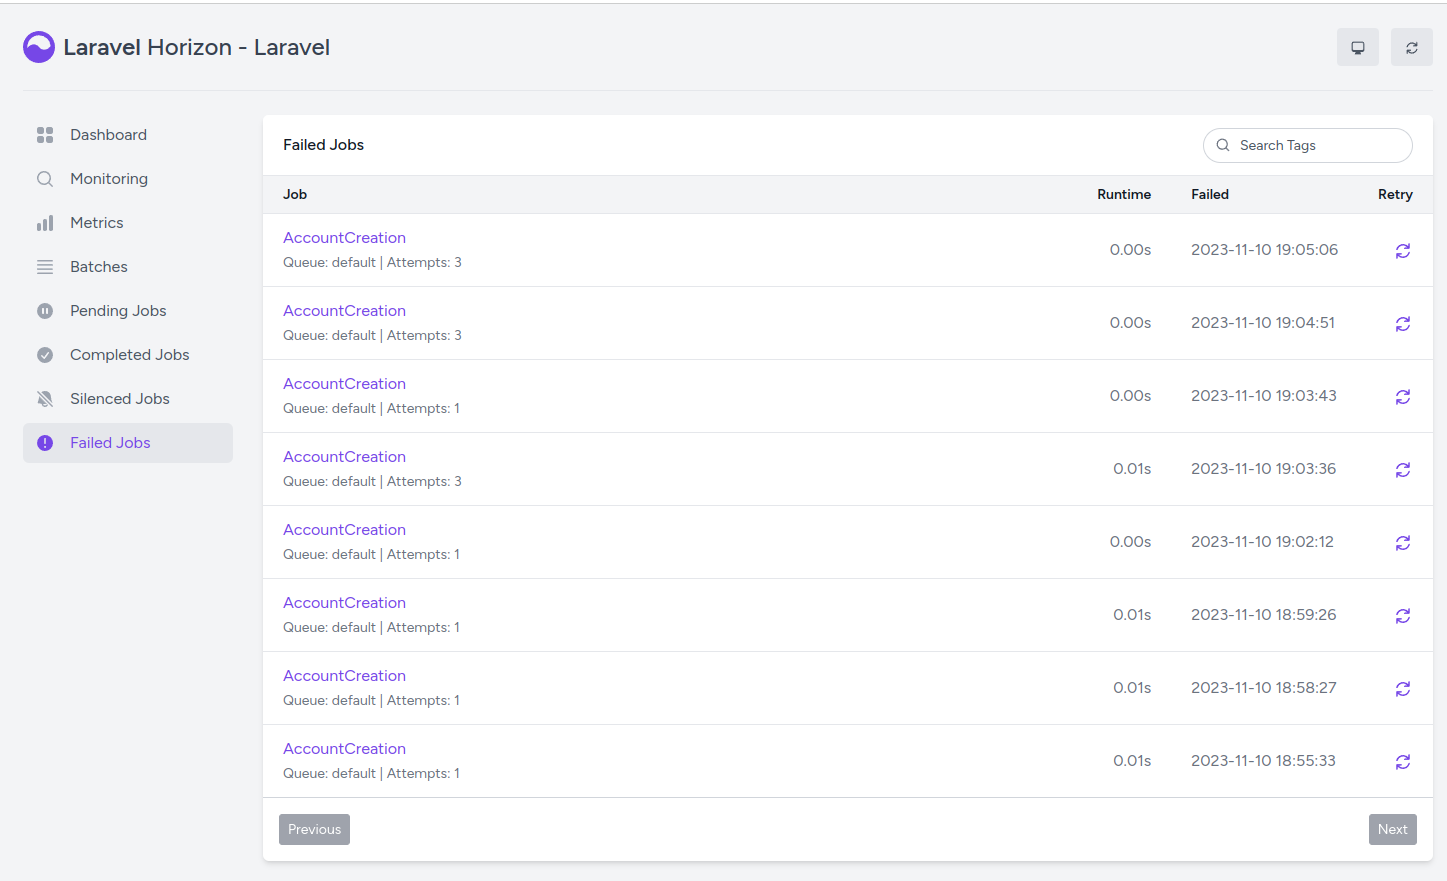 Laravel Horizon - Laravel
Dashboard
Monitoring
Metrics
Batches
Pending Jobs
Completed Jobs
Silenced Jobs
Failed Jobs
Failed Jobs
Search Tags
Job Runtime Failed Retry
AccountCreation
Queue: default | Attempts: 3
0.00s 2023-11-10 19:05:06
AccountCreation
Queue: default | Attempts: 3
0.00s 2023-11-10 19:04:51
AccountCreation
Queue: default | Attempts: 1
0.00s 2023-11-10 19:03:43
AccountCreation
Queue: default | Attempts: 3
0.01s 2023-11-10 19:03:36
AccountCreation
Queue: default | Attempts: 1
0.00s 2023-11-10 19:02:12
AccountCreation
Queue: default | Attempts: 1
0.01s 2023-11-10 18:59:26
AccountCreation
Queue: default | Attempts: 1
0.01s 2023-11-10 18:58:27
AccountCreation
Queue: default | Attempts: 1
0.01s 2023-11-10 18:55:33
Previous
Next